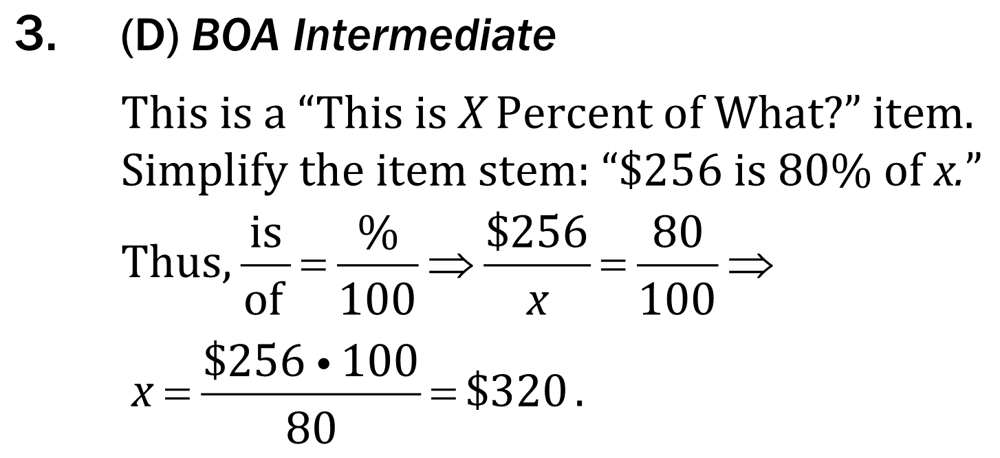 3. (D) BOA Intermediate
This is a “This is X Percent of What?” item.
Simplify the item stem: “$256 is 80% of x.”
Thus, is/of = %/100 ⇒ $256/x = 80/100 ⇒
x = $256 • 100/80 = $320.